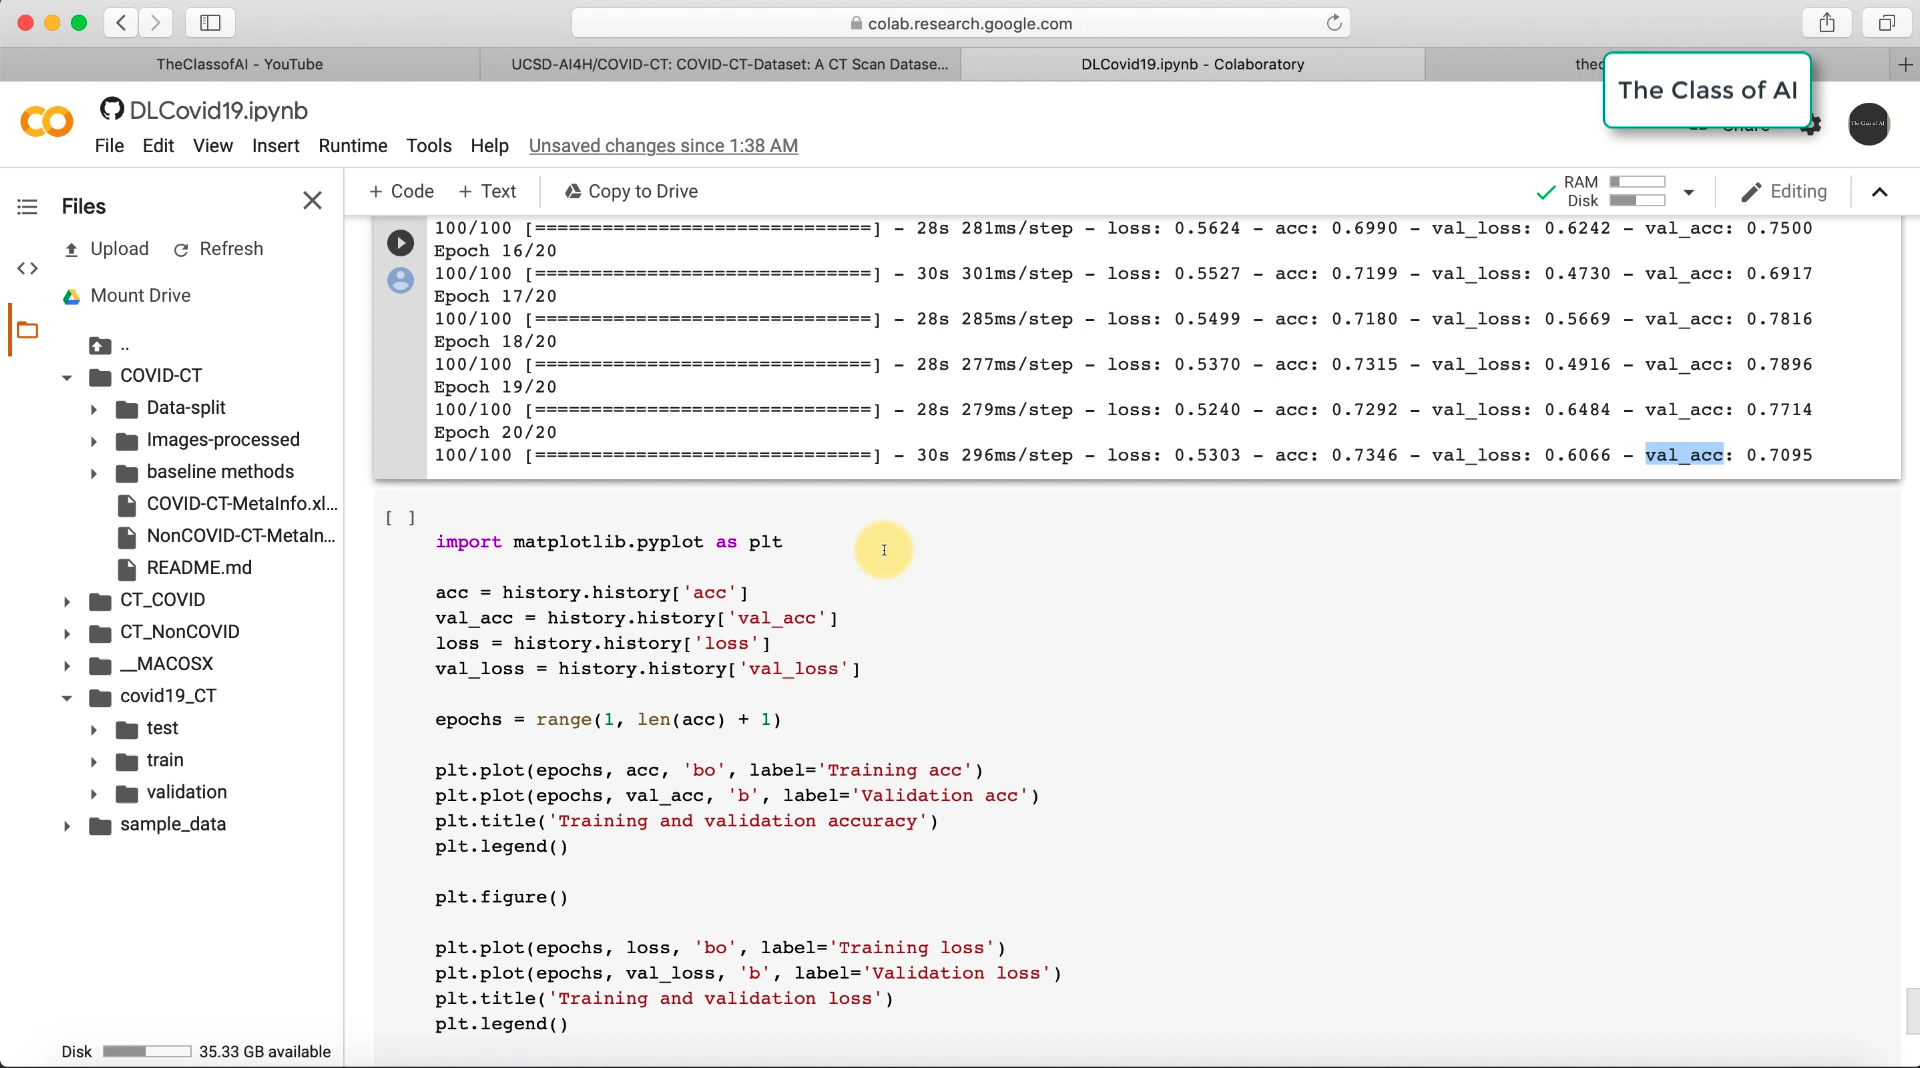 colab.research.google.com
TheClassofAI - YouTube
UCSD-AI4H/COVID-CT: COVID-CT-Dataset: A CT Scan Datase...
DLCovid19.ipynb - Colaboratory
The Class of AI
DLCovid19.ipynb
File Edit View Insert Runtime Tools Help Unsaved changes since 1:38 AM
Share
Files
+ Code + Text Copy to Drive
RAM
Disk
Editing
Upload Refresh
Mount Drive
..
COVID-CT
Data-split
Images-processed
baseline methods
COVID-CT-MetaInfo.xl...
NonCOVID-CT-MetaIn...
README.md
CT_COVID
CT_NonCOVID
__MACOSX
covid19_CT
test
train
validation
sample_data
Disk 35.33 GB available
100/100 [==============================] - 28s 281ms/step - loss: 0.5624 - acc: 0.6990 - val_loss: 0.6242 - val_acc: 0.7500
Epoch 16/20
100/100 [==============================] - 30s 301ms/step - loss: 0.5527 - acc: 0.7199 - val_loss: 0.4730 - val_acc: 0.6917
Epoch 17/20
100/100 [==============================] - 28s 285ms/step - loss: 0.5499 - acc: 0.7180 - val_loss: 0.5669 - val_acc: 0.7816
Epoch 18/20
100/100 [==============================] - 28s 277ms/step - loss: 0.5370 - acc: 0.7315 - val_loss: 0.4916 - val_acc: 0.7896
Epoch 19/20
100/100 [==============================] - 28s 279ms/step - loss: 0.5240 - acc: 0.7292 - val_loss: 0.6484 - val_acc: 0.7714
Epoch 20/20
100/100 [==============================] - 30s 296ms/step - loss: 0.5303 - acc: 0.7346 - val_loss: 0.6066 - val_acc: 0.7095
[ ]
import matplotlib.pyplot as plt
acc = history.history['acc']
val_acc = history.history['val_acc']
loss = history.history['loss']
val_loss = history.history['val_loss']
epochs = range(1, len(acc) + 1)
plt.plot(epochs, acc, 'bo', label='Training acc')
plt.plot(epochs, val_acc, 'b', label='Validation acc')
plt.title('Training and validation accuracy')
plt.legend()
plt.figure()
plt.plot(epochs, loss, 'bo', label='Training loss')
plt.plot(epochs, val_loss, 'b', label='Validation loss')
plt.title('Training and validation loss')
plt.legend()